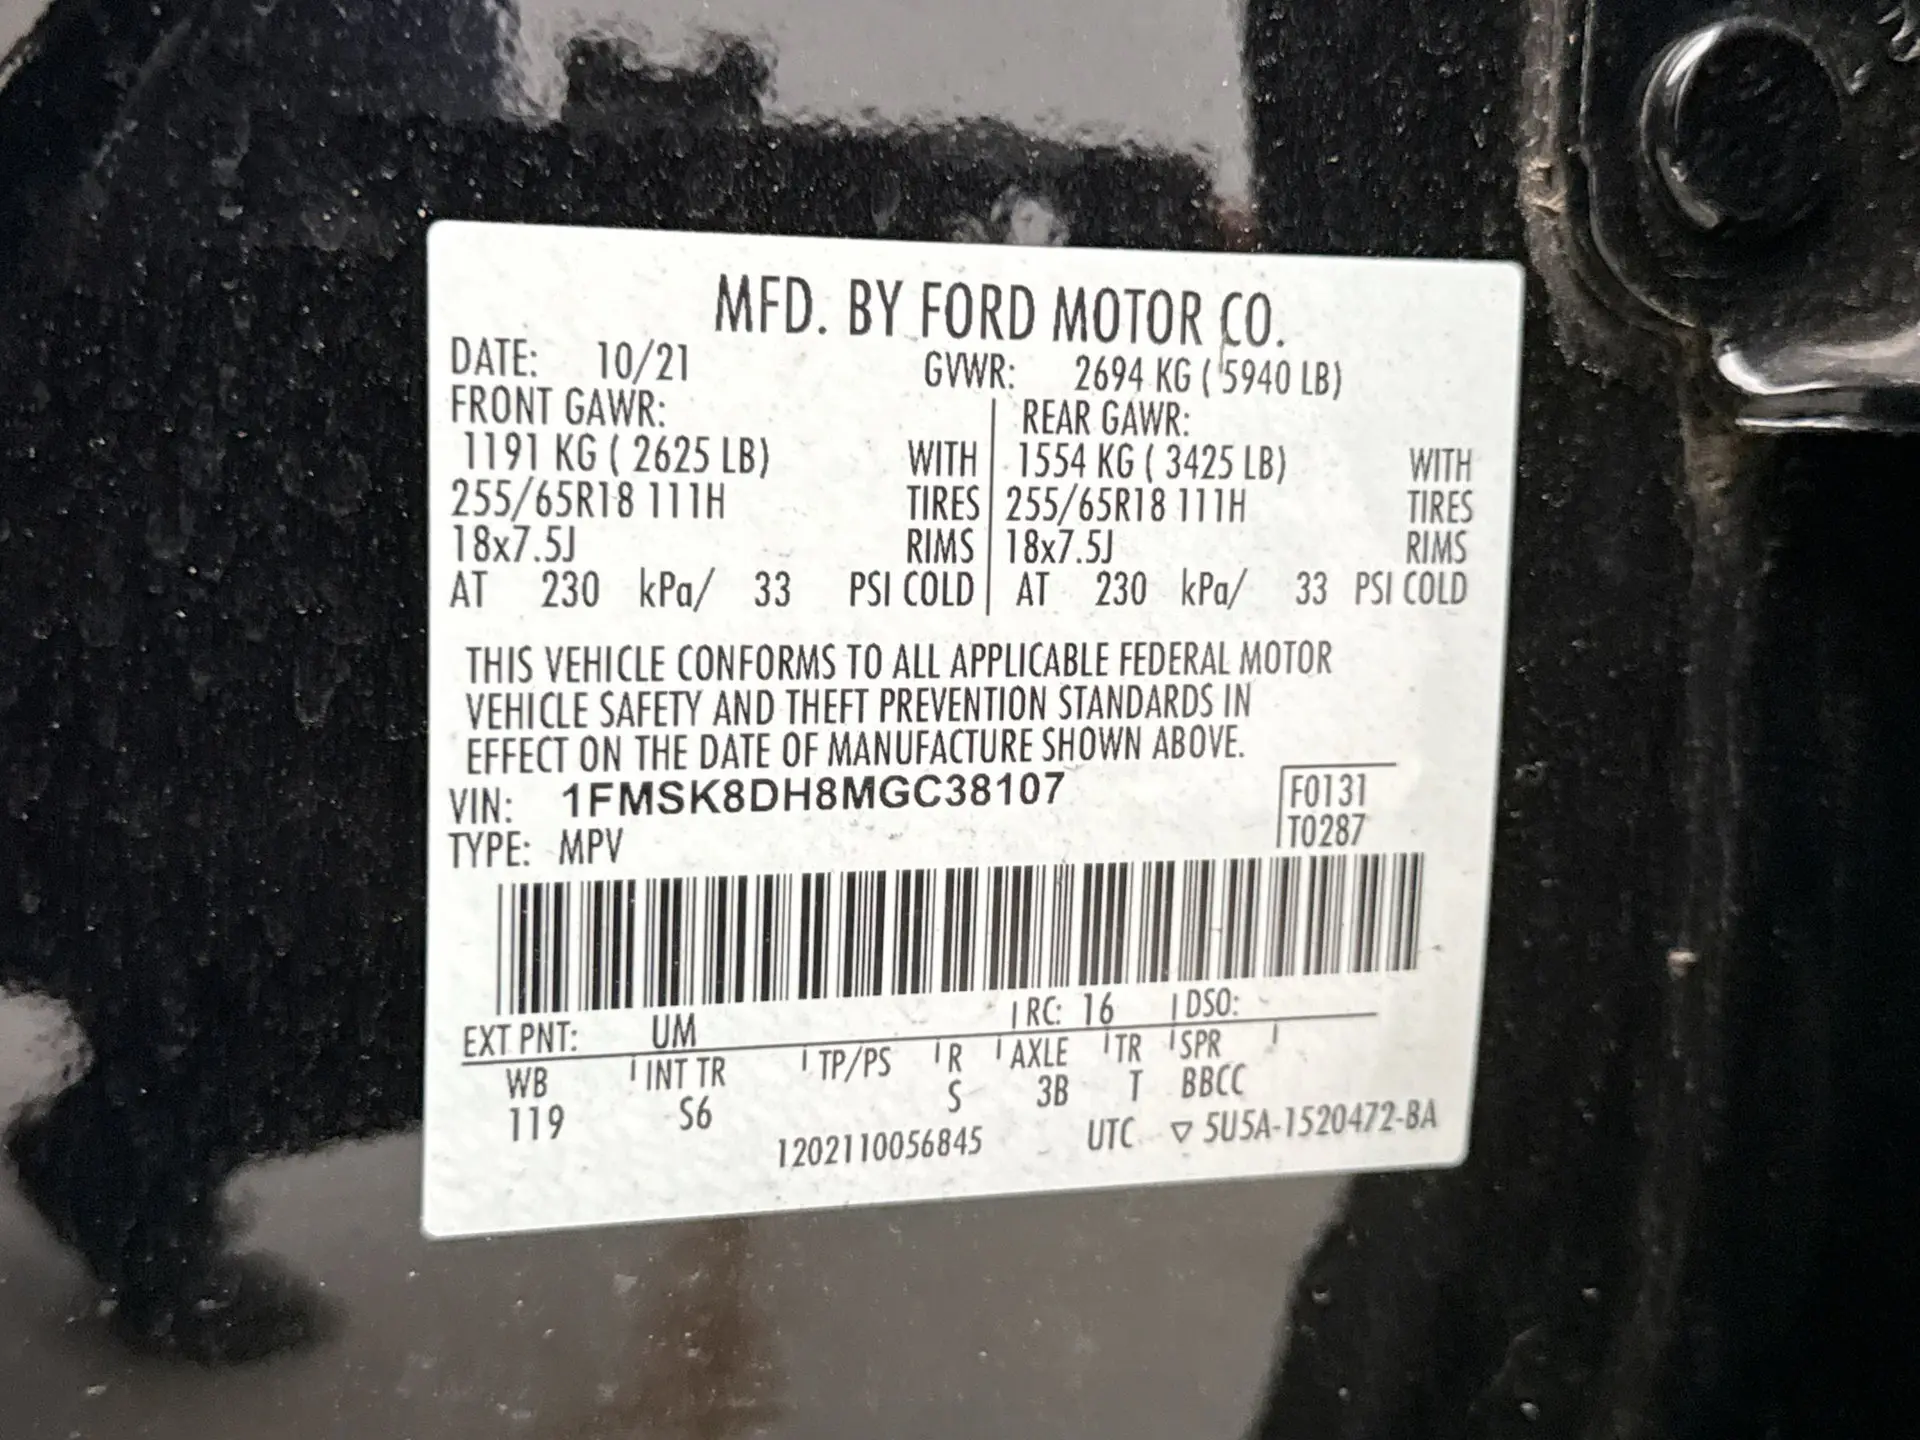 MFD. BY FORD MOTOR CO.
DATE: 10/21 GVWR: 2694 KG ( 5940 LB)
FRONT GAWR: REAR GAWR:
1191 KG ( 2625 LB) WITH 1554 KG ( 3425 LB) WITH
255/65R18 111H TIRES 255/65R18 111H TIRES
18x7.5J RIMS 18x7.5J RIMS
AT 230 kPa/ 33 PSI COLD AT 230 kPa/ 33 PSI COLD
THIS VEHICLE CONFORMS TO ALL APPLICABLE FEDERAL MOTOR
VEHICLE SAFETY AND THEFT PREVENTION STANDARDS IN
EFFECT ON THE DATE OF MANUFACTURE SHOWN ABOVE.
VIN: 1FMSK8DH8MGC38107 F0131
TYPE: MPV T0287
EXT PNT: UM RC: 16 DSO:
WB INT TR TP/PS R AXLE TR SPR
119 S6 S 3B T BBCC
1202110056845 UTC ▽ 5U5A-1520472-BA